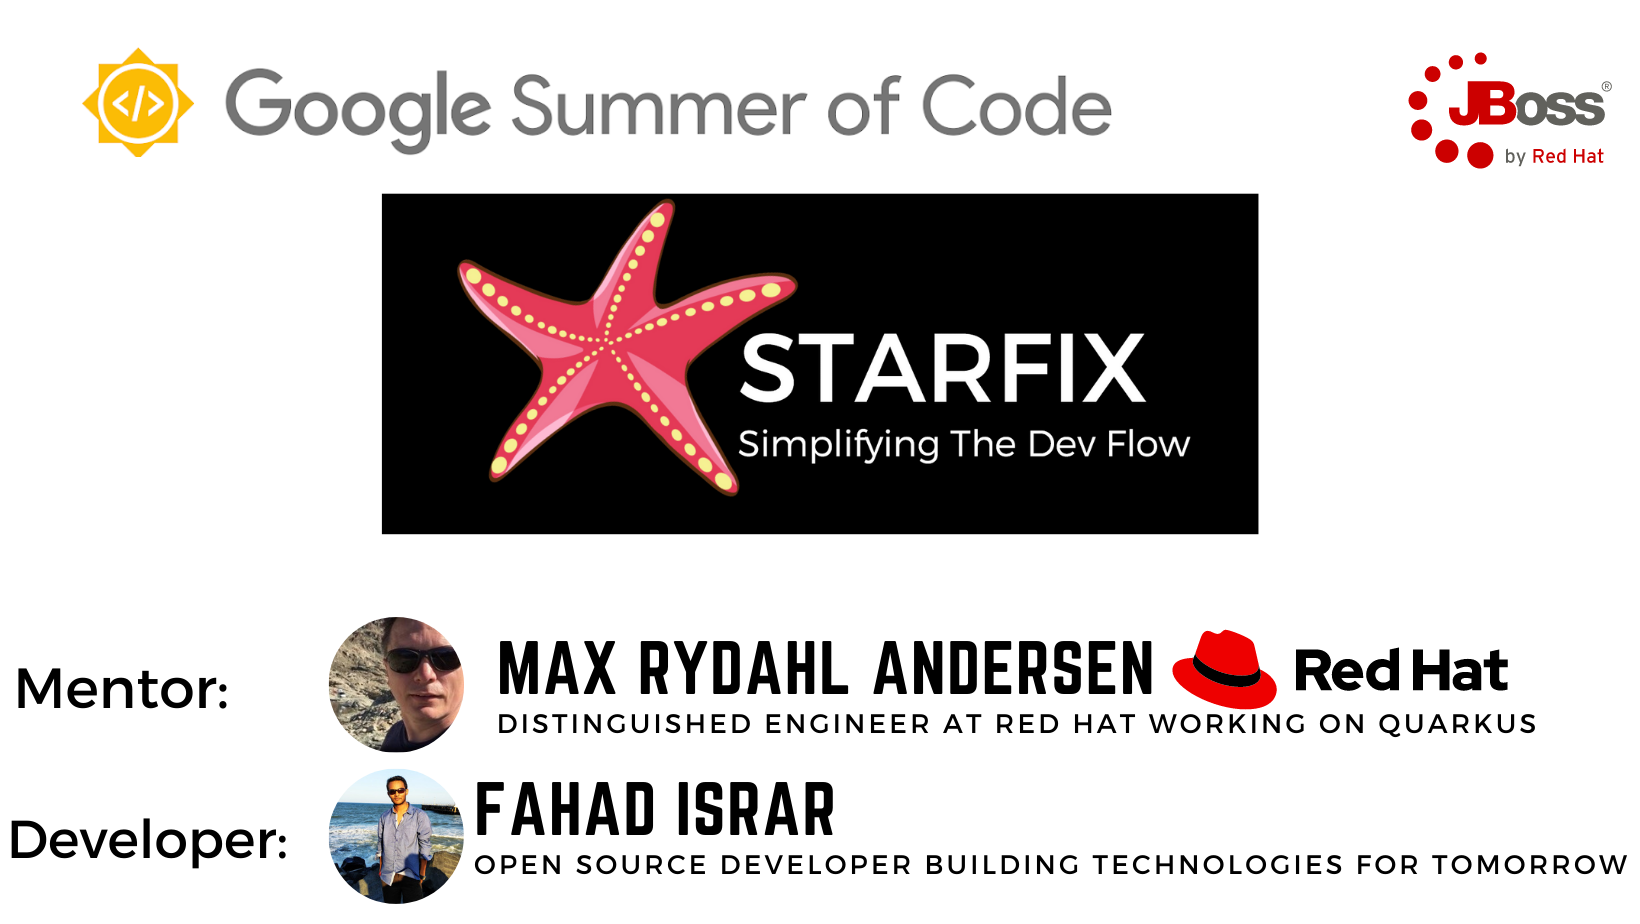 </> Google Summer of Code
JBoss®
by Red Hat
STARFIX
Simplifying The Dev Flow
Mentor:
MAX RYDAHL ANDERSEN
Red Hat
DISTINGUISHED ENGINEER AT RED HAT WORKING ON QUARKUS
Developer:
FAHAD ISRAR
OPEN SOURCE DEVELOPER BUILDING TECHNOLOGIES FOR TOMORROW